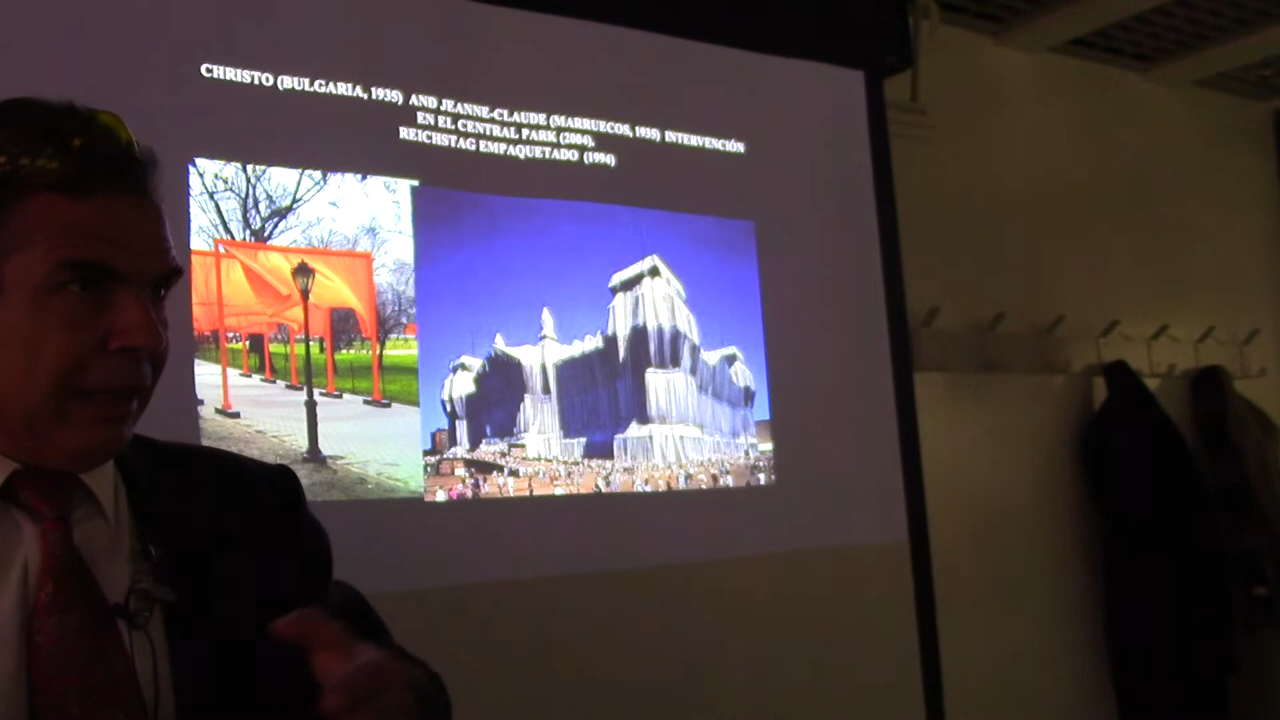 CHRISTO (BULGARIA, 1935) AND JEANNE-CLAUDE (MARRUECOS, 1935) INTERVENCIÓN
EN EL CENTRAL PARK (2004).
REICHSTAG EMPAQUETADO (1994)